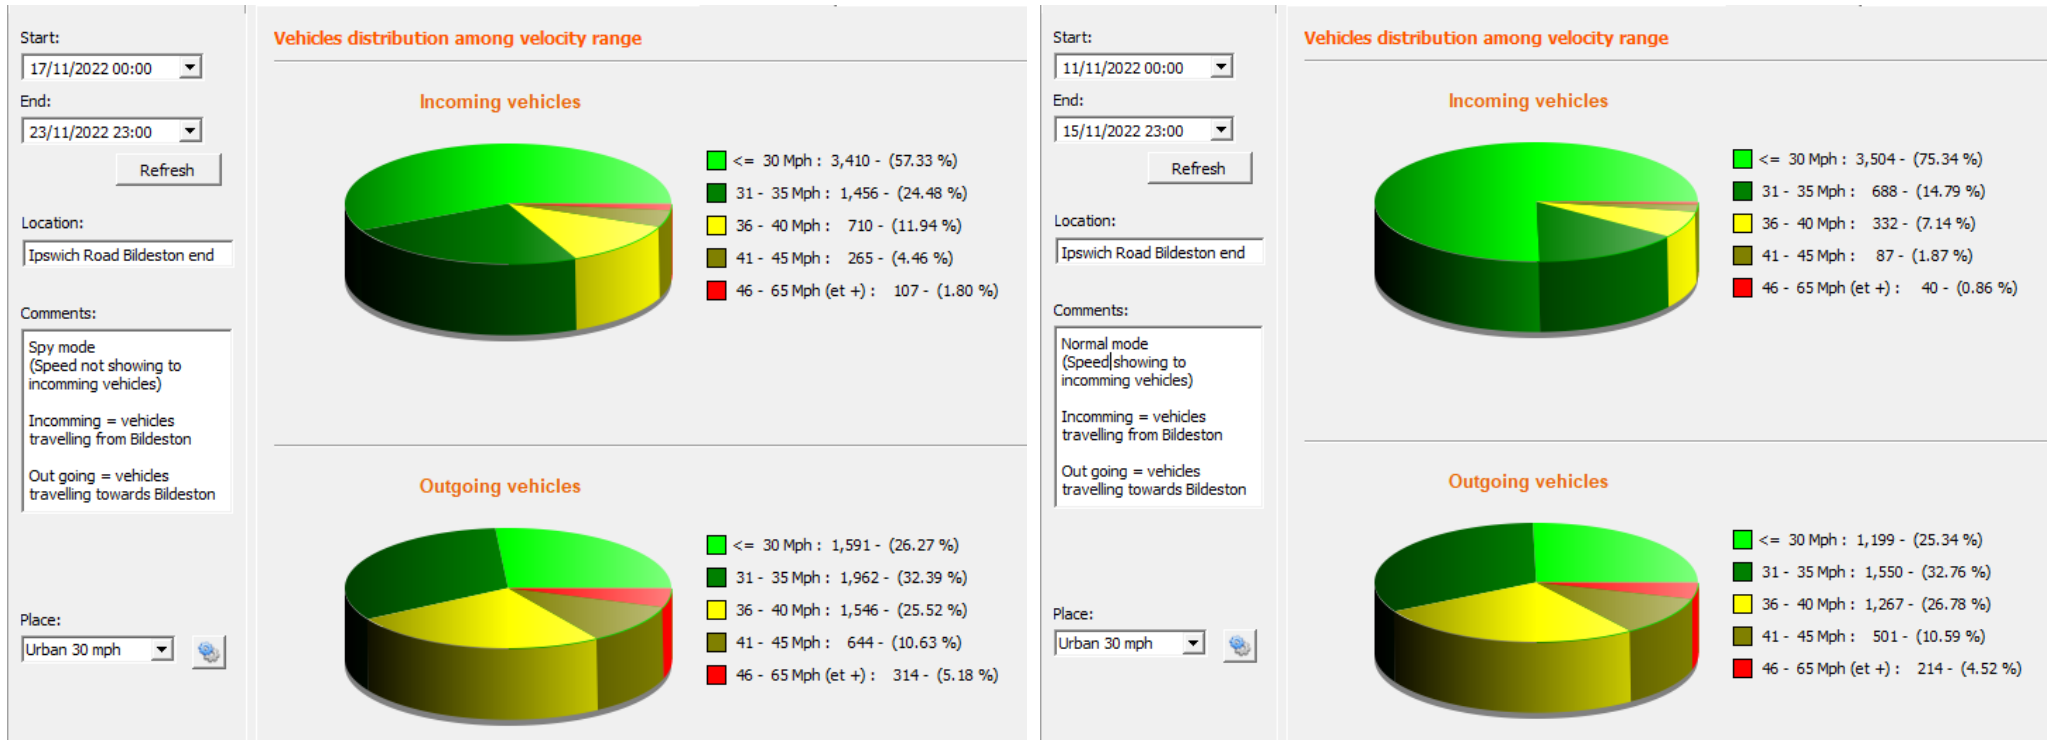 Start:
17/11/2022 00:00
End:
23/11/2022 23:00
Refresh
Location:
Ipswich Road Bildeston end
Comments:
Spy mode
(Speed not showing to
incomming vehicles)
Incomming = vehicles
travelling from Bildeston
Out going = vehicles
travelling towards Bildeston
Place:
Urban 30 mph
Vehicles distribution among velocity range
Incoming vehicles
<= 30 Mph : 3,410 - (57.33 %)
31 - 35 Mph : 1,456 - (24.48 %)
36 - 40 Mph : 710 - (11.94 %)
41 - 45 Mph : 265 - (4.46 %)
46 - 65 Mph (et +) : 107 - (1.80 %)
Outgoing vehicles
<= 30 Mph : 1,591 - (26.27 %)
31 - 35 Mph : 1,962 - (32.39 %)
36 - 40 Mph : 1,546 - (25.52 %)
41 - 45 Mph : 644 - (10.63 %)
46 - 65 Mph (et +) : 314 - (5.18 %)
Start:
11/11/2022 00:00
End:
15/11/2022 23:00
Refresh
Location:
Ipswich Road Bildeston end
Comments:
Normal mode
(Speed showing to
incomming vehicles)
Incomming = vehicles
travelling from Bildeston
Out going = vehicles
travelling towards Bildeston
Place:
Urban 30 mph
Vehicles distribution among velocity range
Incoming vehicles
<= 30 Mph : 3,504 - (75.34 %)
31 - 35 Mph : 688 - (14.79 %)
36 - 40 Mph : 332 - (7.14 %)
41 - 45 Mph : 87 - (1.87 %)
46 - 65 Mph (et +) : 40 - (0.86 %)
Outgoing vehicles
<= 30 Mph : 1,199 - (25.34 %)
31 - 35 Mph : 1,550 - (32.76 %)
36 - 40 Mph : 1,267 - (26.78 %)
41 - 45 Mph : 501 - (10.59 %)
46 - 65 Mph (et +) : 214 - (4.52 %)